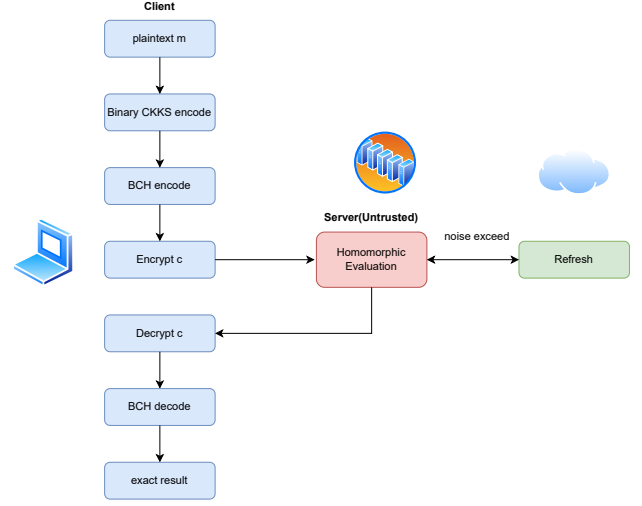 Client
plaintext m
Binary CKKS encode
BCH encode
Server(Untrusted)
noise exceed
Encrypt c
Homomorphic
Evaluation
Refresh
Decrypt c
BCH decode
exact result